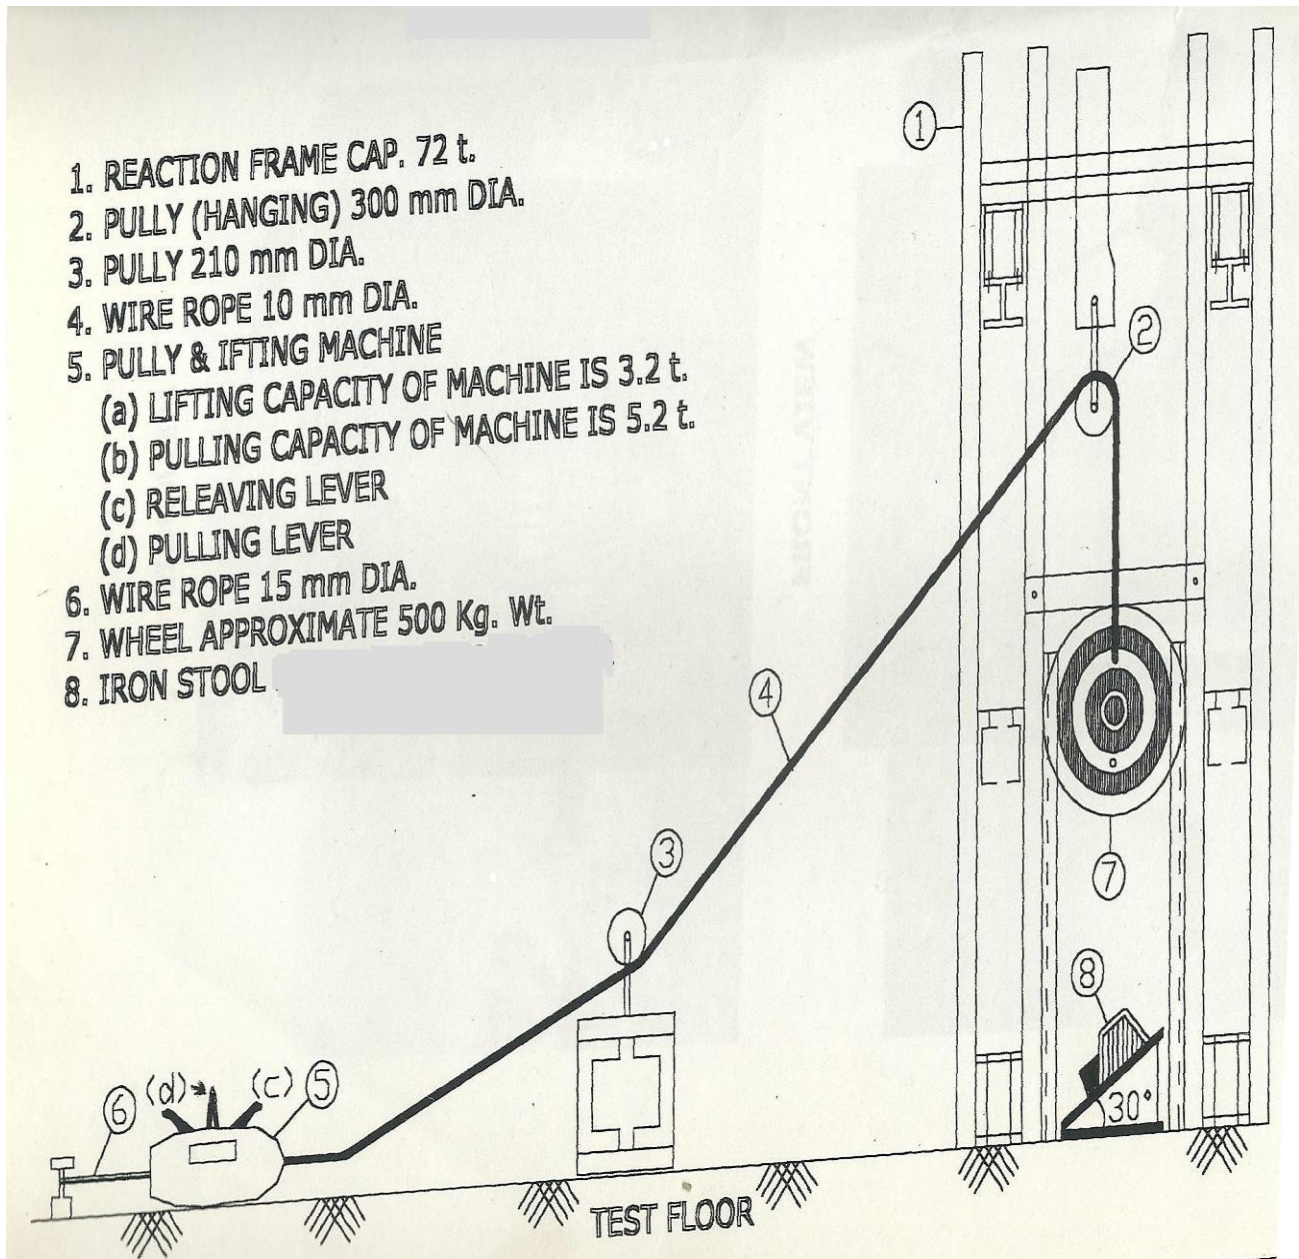 1. REACTION FRAME CAP. 72 t.
2. PULLY (HANGING) 300 mm DIA.
3. PULLY 210 mm DIA.
4. WIRE ROPE 10 mm DIA.
5. PULLY & IFTING MACHINE
(a) LIFTING CAPACITY OF MACHINE IS 3.2 t.
(b) PULLING CAPACITY OF MACHINE IS 5.2 t.
(c) RELEAVING LEVER
(d) PULLING LEVER
6. WIRE ROPE 15 mm DIA.
7. WHEEL APPROXIMATE 500 Kg. Wt.
8. IRON STOOL
1
2
4
3
7
8
30°
(d)
(c)
5
6
TEST FLOOR